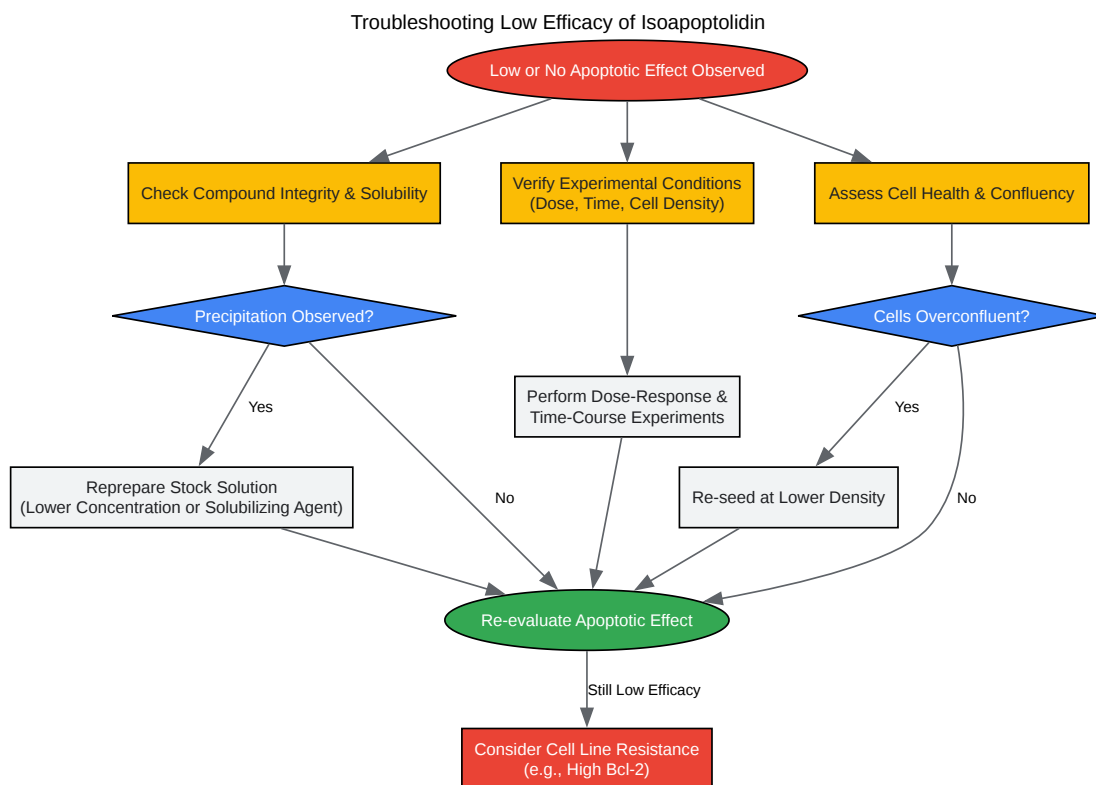 Troubleshooting Low Efficacy of Isoapoptolidin
Low or No Apoptotic Effect Observed
Check Compound Integrity & Solubility
Verify Experimental Conditions
(Dose, Time, Cell Density)
Assess Cell Health & Confluency
Precipitation Observed?
Cells Overconfluent?
Perform Dose-Response &
Time-Course Experiments
Yes
Yes
Reprepare Stock Solution
(Lower Concentration or Solubilizing Agent)
No
Re-seed at Lower Density
No
Re-evaluate Apoptotic Effect
Still Low Efficacy
Consider Cell Line Resistance
(e.g., High Bcl-2)